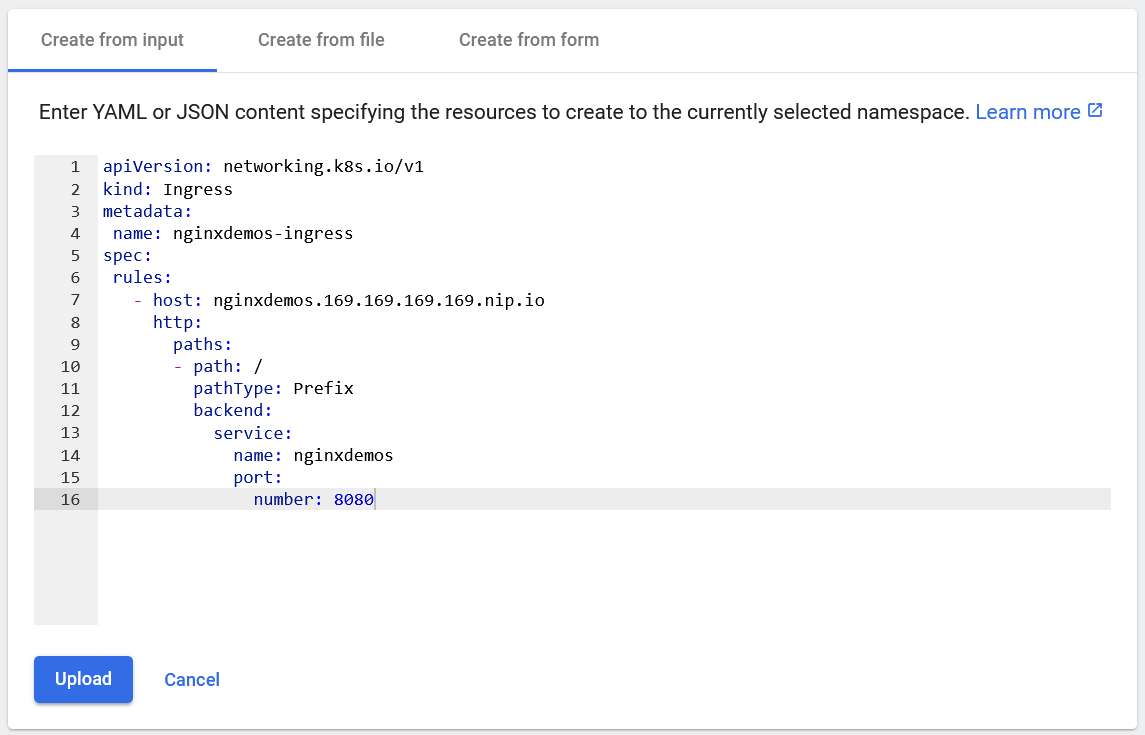 Create from input Create from file Create from form
Enter YAML or JSON content specifying the resources to create to the currently selected namespace. Learn more
1 apiVersion: networking.k8s.io/v1
2 kind: Ingress
3 metadata:
4  name: nginxdemos-ingress
5 spec:
6  rules:
7    - host: nginxdemos.169.169.169.169.nip.io
8      http:
9        paths:
10        - path: /
11          pathType: Prefix
12          backend:
13            service:
14              name: nginxdemos
15              port:
16                number: 8080
Upload Cancel